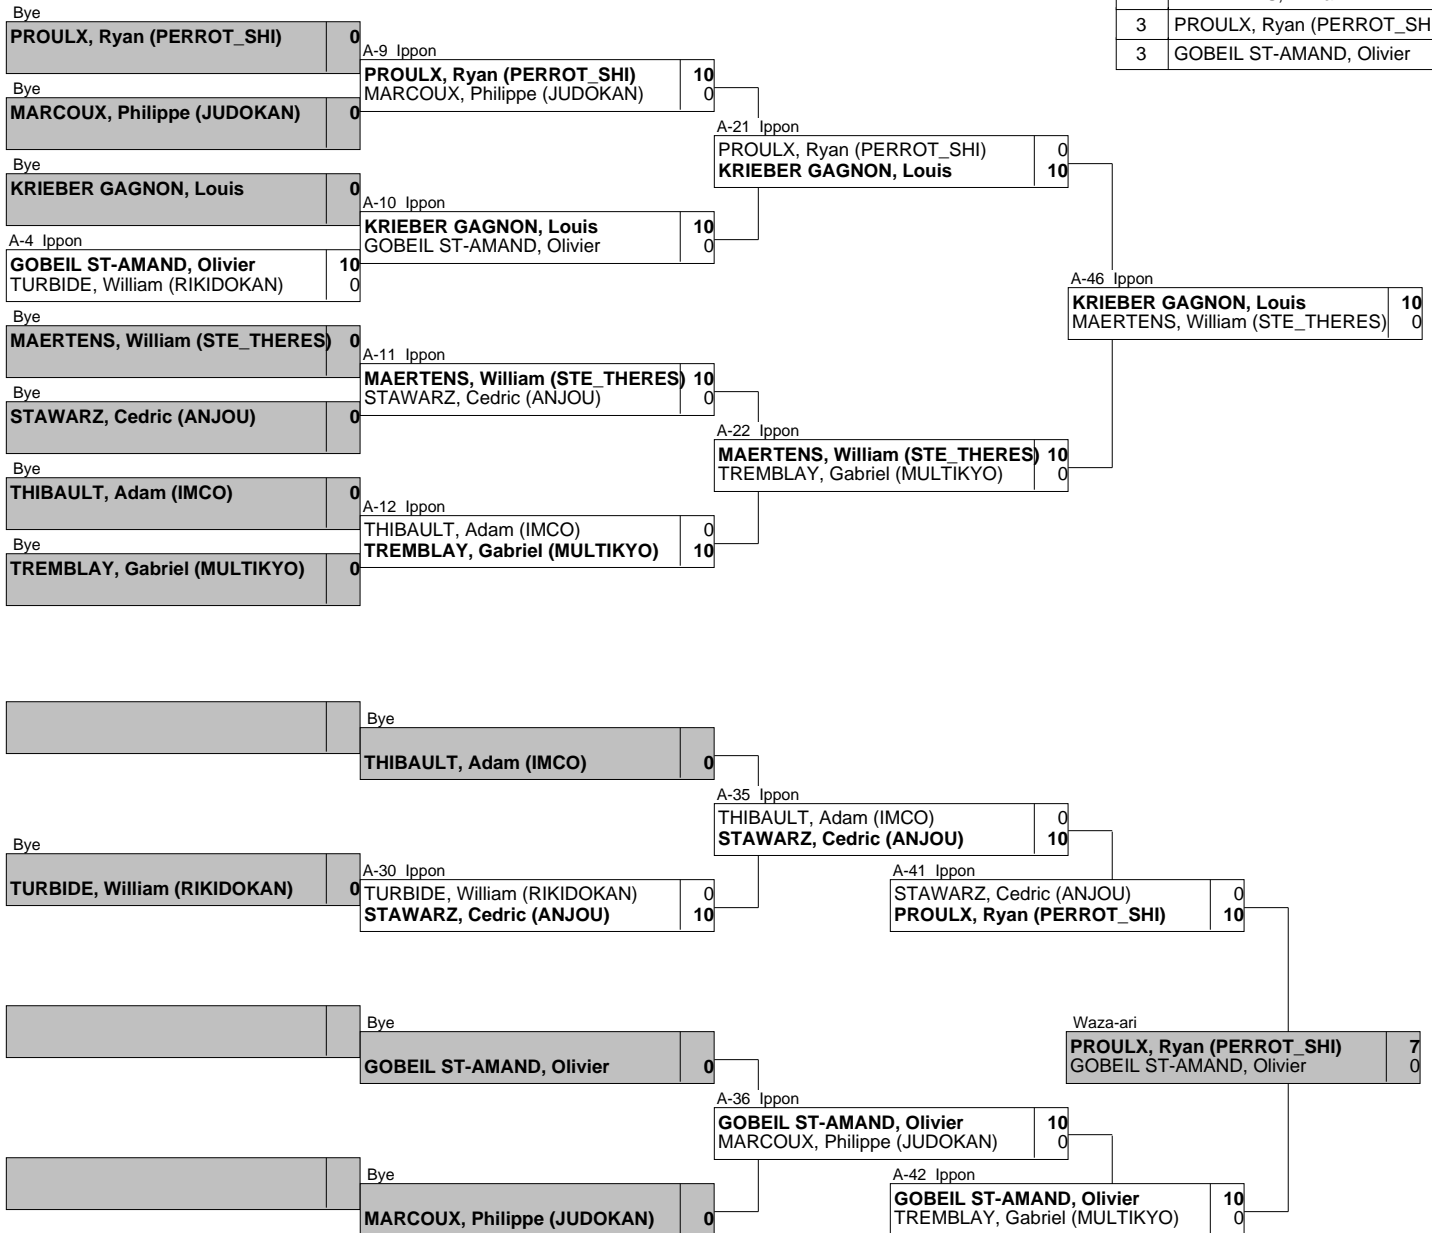 Bye
PROULX, Ryan (PERROT_SHI) 0
Bye
MARCOUX, Philippe (JUDOKAN) 0
Bye
KRIEBER GAGNON, Louis 0
A-4 Ippon
GOBEIL ST-AMAND, Olivier 10
TURBIDE, William (RIKIDOKAN) 0
Bye
MAERTENS, William (STE_THERES) 0
Bye
STAWARZ, Cedric (ANJOU) 0
Bye
THIBAULT, Adam (IMCO) 0
Bye
TREMBLAY, Gabriel (MULTIKYO) 0
A-9 Ippon
PROULX, Ryan (PERROT_SHI) 10
MARCOUX, Philippe (JUDOKAN) 0
A-10 Ippon
KRIEBER GAGNON, Louis 10
GOBEIL ST-AMAND, Olivier 0
A-11 Ippon
MAERTENS, William (STE_THERES) 10
STAWARZ, Cedric (ANJOU) 0
A-12 Ippon
THIBAULT, Adam (IMCO) 0
TREMBLAY, Gabriel (MULTIKYO) 10
A-21 Ippon
PROULX, Ryan (PERROT_SHI) 0
KRIEBER GAGNON, Louis 10
A-22 Ippon
MAERTENS, William (STE_THERES) 10
TREMBLAY, Gabriel (MULTIKYO) 0
A-46 Ippon
KRIEBER GAGNON, Louis 10
MAERTENS, William (STE_THERES) 0
3 PROULX, Ryan (PERROT_SH
3 GOBEIL ST-AMAND, Olivier
Bye
THIBAULT, Adam (IMCO) 0
Bye
TURBIDE, William (RIKIDOKAN) 0
A-30 Ippon
TURBIDE, William (RIKIDOKAN) 0
STAWARZ, Cedric (ANJOU) 10
A-35 Ippon
THIBAULT, Adam (IMCO) 0
STAWARZ, Cedric (ANJOU) 10
A-41 Ippon
STAWARZ, Cedric (ANJOU) 0
PROULX, Ryan (PERROT_SHI) 10
Bye
GOBEIL ST-AMAND, Olivier 0
Bye
MARCOUX, Philippe (JUDOKAN) 0
A-36 Ippon
GOBEIL ST-AMAND, Olivier 10
MARCOUX, Philippe (JUDOKAN) 0
A-42 Ippon
GOBEIL ST-AMAND, Olivier 10
TREMBLAY, Gabriel (MULTIKYO) 0
Waza-ari
PROULX, Ryan (PERROT_SHI) 7
GOBEIL ST-AMAND, Olivier 0